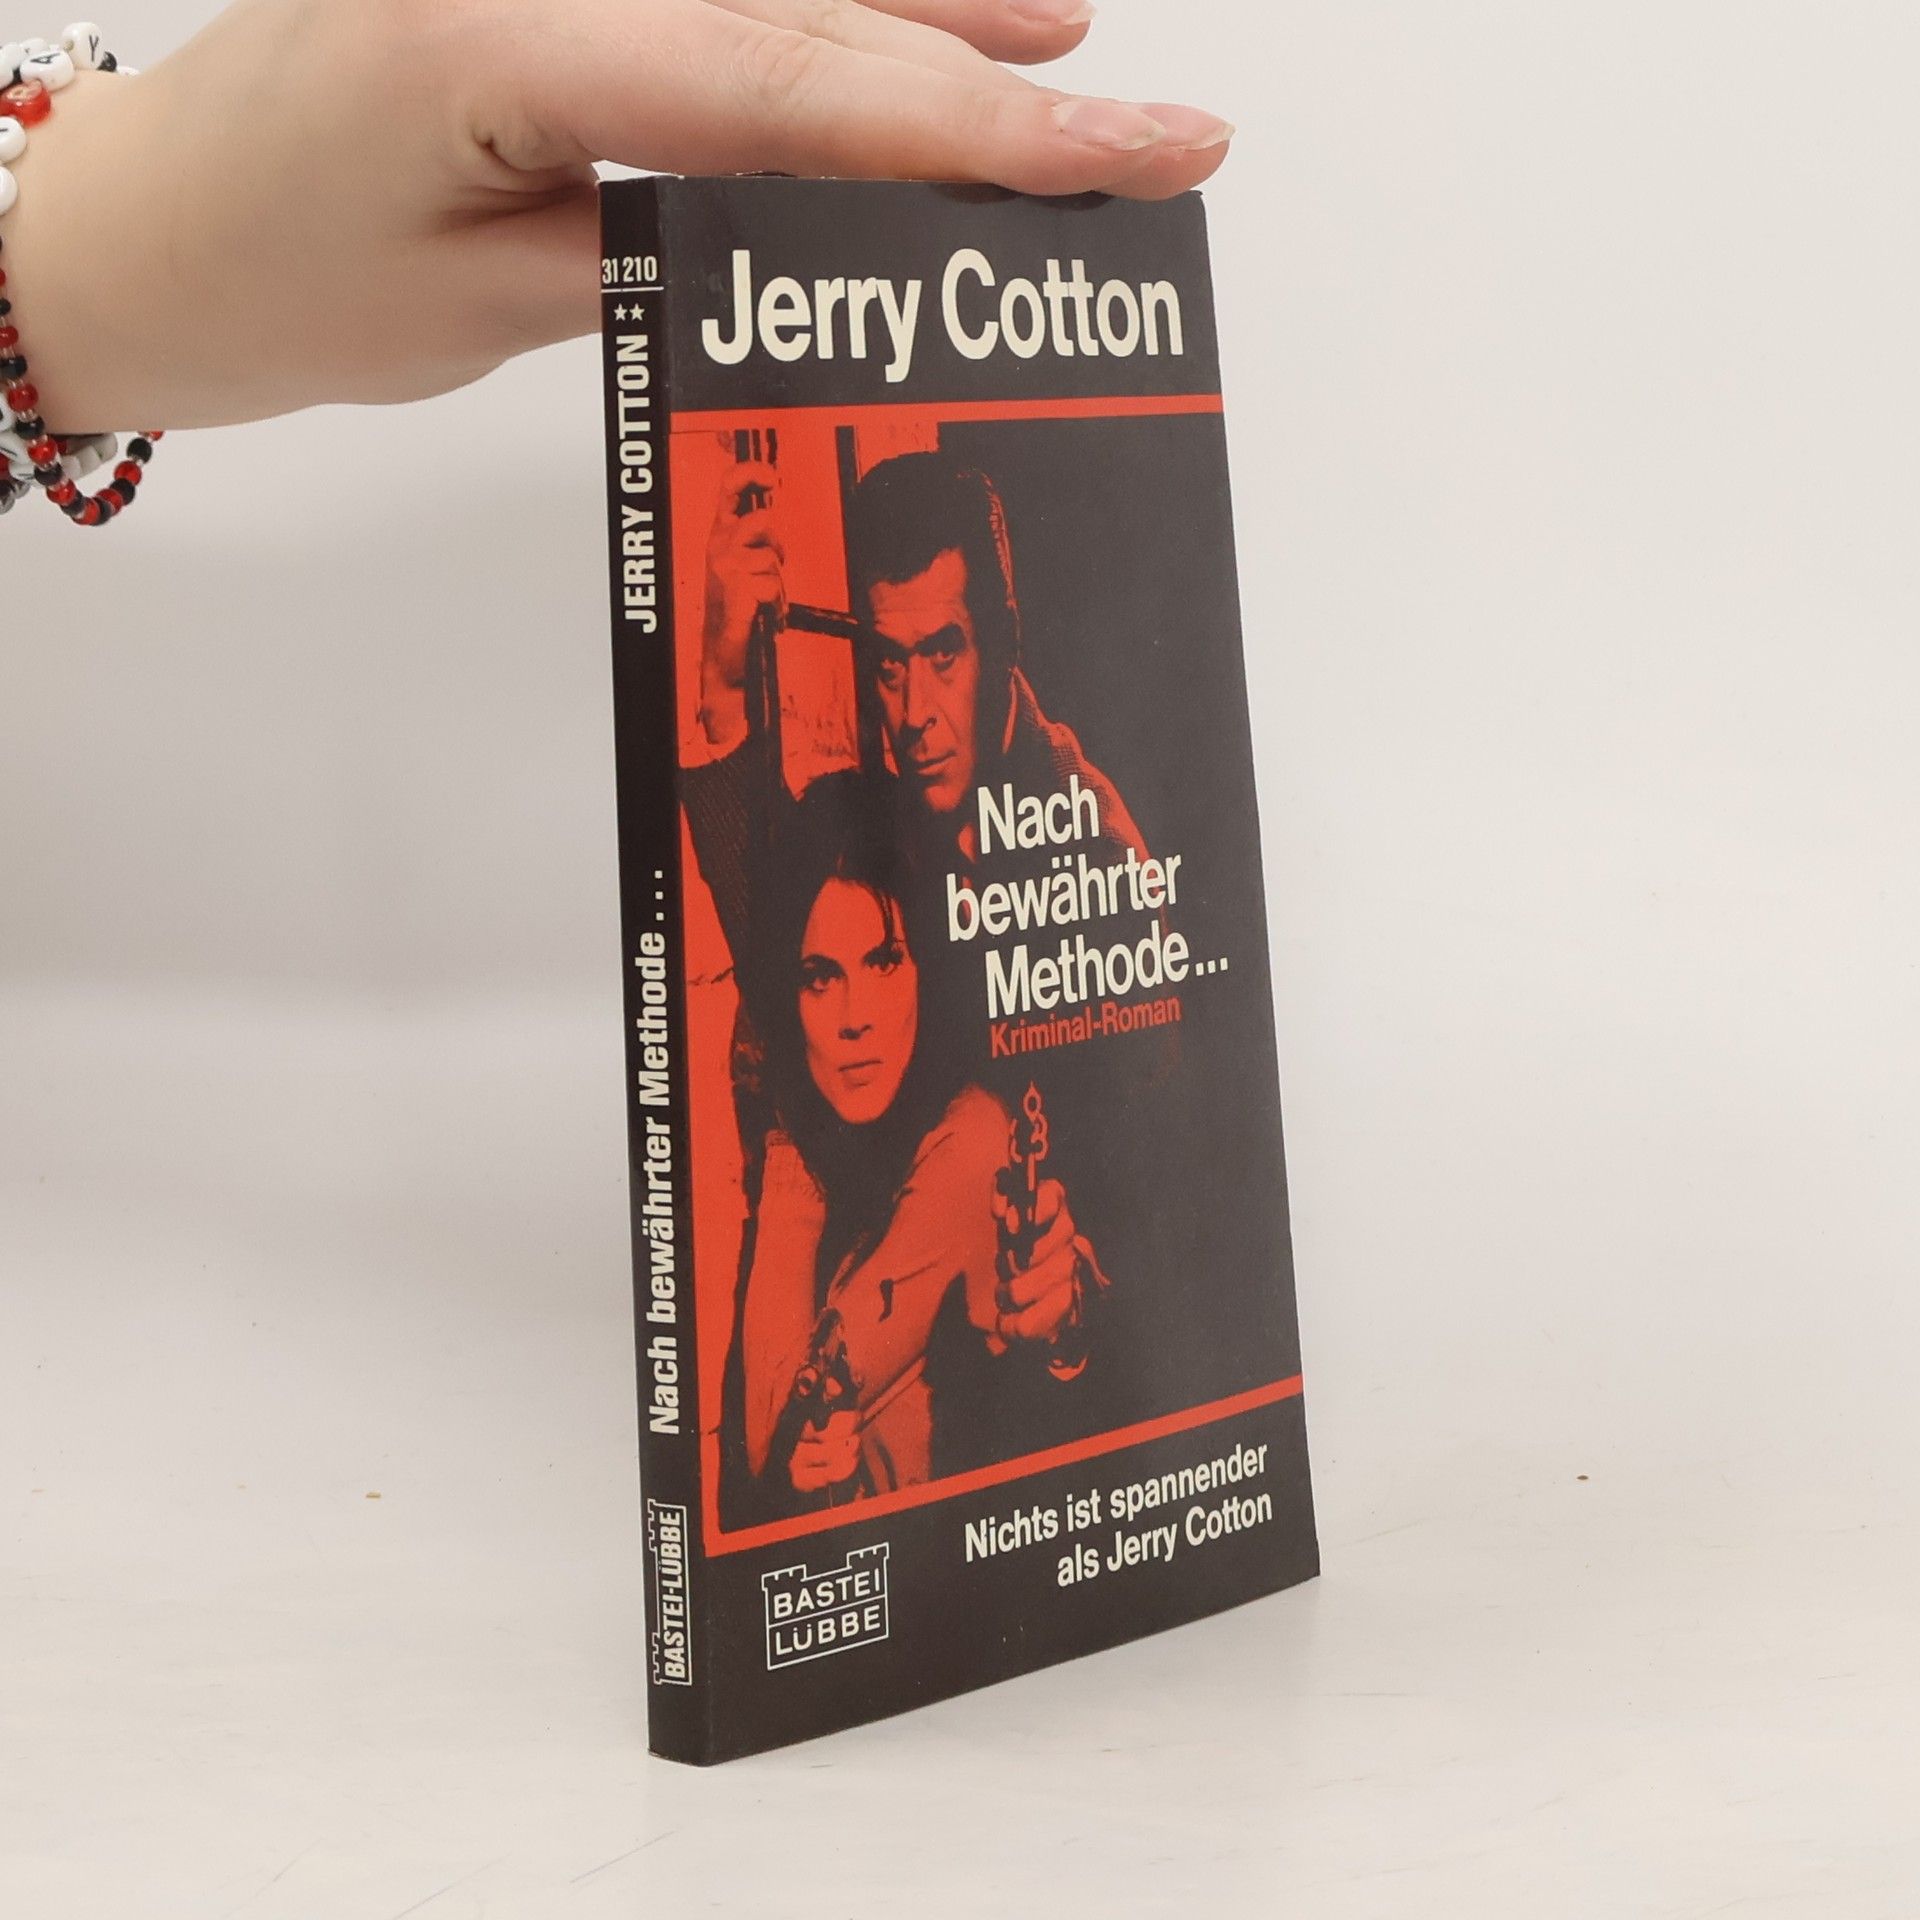 31 210
JERRY COTTON
Nach bewährter Methode...
BASTEI-LÜBBE
Jerry Cotton
Nach
bewährter
Methode...
Kriminal-Roman
Nichts ist spannender
als Jerry Cotton
BASTEI
LÜBBE
A
Y
R